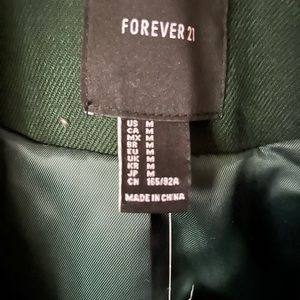 FOREVER 21
US M
CA M
MX M
BR M
EU M
UK M
KR M
JP M
CN 165/92A
MADE IN CHINA